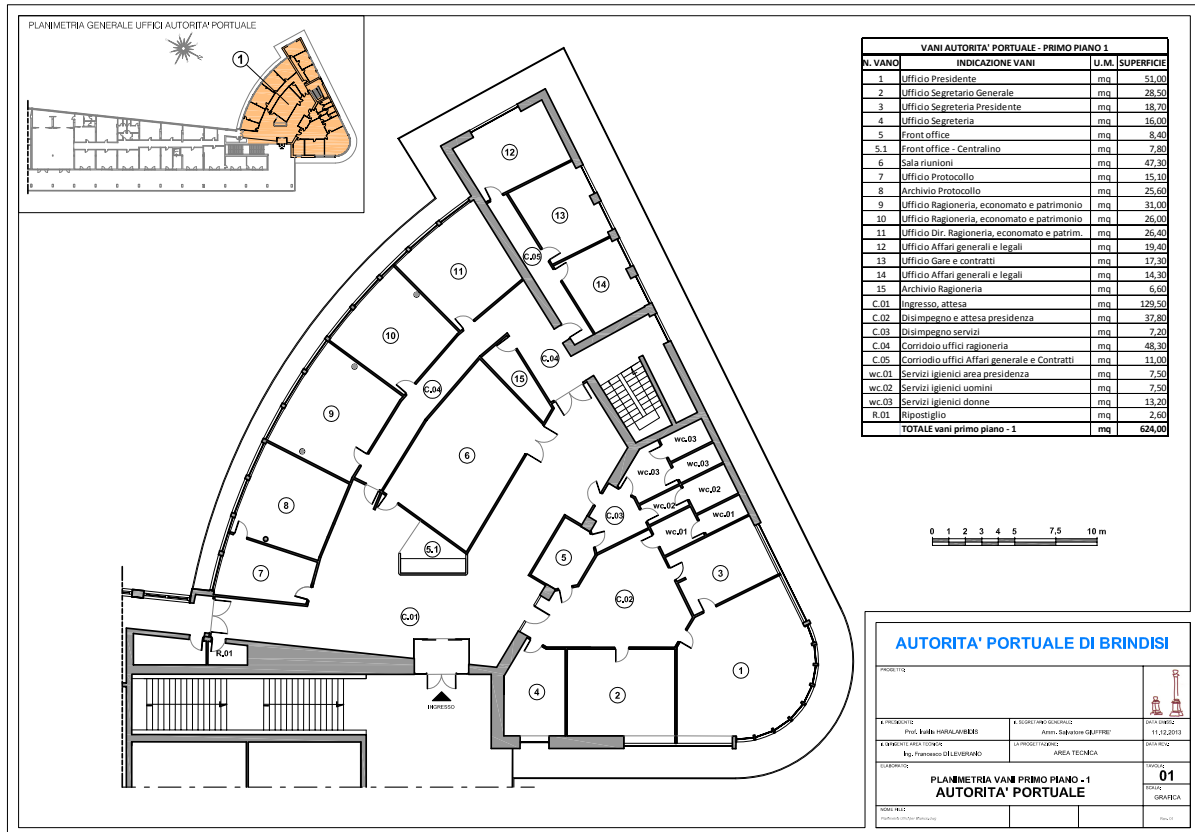 PLANIMETRIA GENERALE UFFICI AUTORITA' PORTUALE
1
VANI AUTORITA' PORTUALE - PRIMO PIANO 1
N. VANO INDICAZIONE VANI U.M. SUPERFICIE
1 Ufficio Presidente mq 51,00
2 Ufficio Segretario Generale mq 28,50
3 Ufficio Segreteria Presidente mq 18,70
4 Ufficio Segreteria mq 16,00
5 Front office mq 8,40
5.1 Front office - Centralino mq 7,80
6 Sala riunioni mq 47,30
7 Ufficio Protocollo mq 15,10
8 Archivio Protocollo mq 25,60
9 Ufficio Ragioneria, economato e patrimonio mq 31,00
10 Ufficio Ragioneria, economato e patrimonio mq 26,00
11 Ufficio Dir. Ragioneria, economato e patrim. mq 26,40
12 Ufficio Affari generali e legali mq 19,40
13 Ufficio Gare e contratti mq 17,30
14 Ufficio Affari generali e legali mq 14,30
15 Archivio Ragioneria mq 6,60
C.01 Ingresso, attesa mq 129,50
C.02 Disimpegno e attesa presidenza mq 37,80
C.03 Disimpegno servizi mq 7,20
C.04 Corridoio uffici ragioneria mq 48,30
C.05 Corriodio uffici Affari generale e Contratti mq 11,00
wc.01 Servizi igienici area presidenza mq 7,50
wc.02 Servizi igienici uomini mq 7,50
wc.03 Servizi igienici donne mq 13,20
R.01 Ripostiglio mq 2,60
TOTALE vani primo piano - 1 mq 624,00
12
13
C.05
11
14
10
C.04
15
C.04
9
6
wc.03
wc.03
wc.03
wc.02
8
wc.02
wc.01
C.03
wc.01
5.1
5
3
7
C.02
C.01
R.01
1
4
2
INGRESSO
0 1 2 3 4 5 7,5 10 m
AUTORITA' PORTUALE DI BRINDISI
PROGETTO:
IL PRESIDENTE: IL SEGRETARIO GENERALE: DATA EMISS.:
Prof. Iraklis HARALAMBIDIS Amm. Salvatore GIUFFRE' 11.12.2013
IL DIRIGENTE AREA TECNICA: LA PROGETTAZIONE: DATA REV.:
Ing. Francesco DI LEVERANO AREA TECNICA
ELABORATO: TAVOLA:
PLANIMETRIA VANI PRIMO PIANO - 1 01
AUTORITA' PORTUALE SCALA:
GRAFICA
NOME FILE: